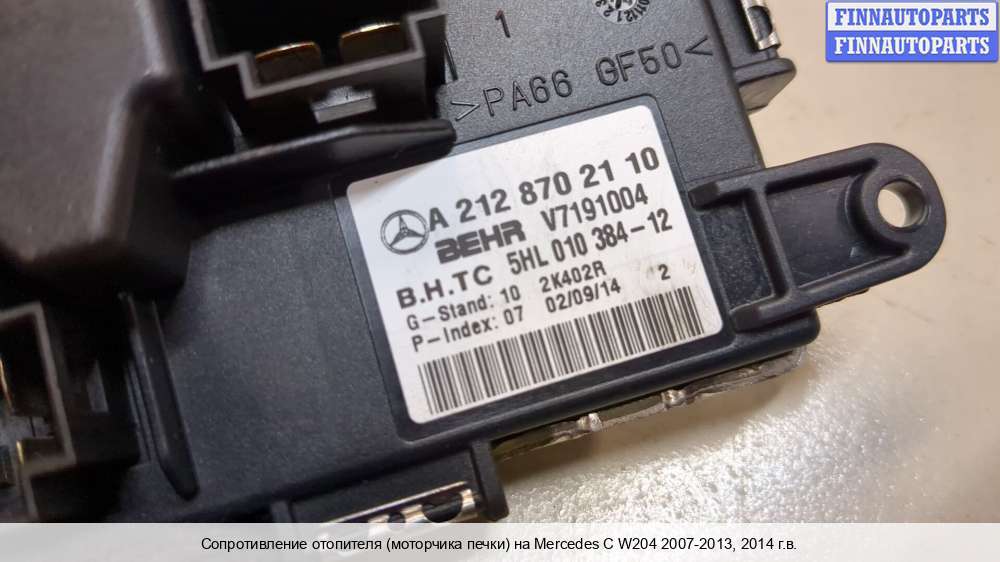 FINNAUTOPARTS
FINNAUTOPARTS
1
>PA66 GF50<
A 212 870 21 10
BEHR V7191004
B.H.TC 5HL 010 384-12
G-Stand: 10 2K402R
P-Index: 07 02/09/14 2
Сопротивление отопителя (моторчика печки) на Mercedes C W204 2007-2013, 2014 г.в.